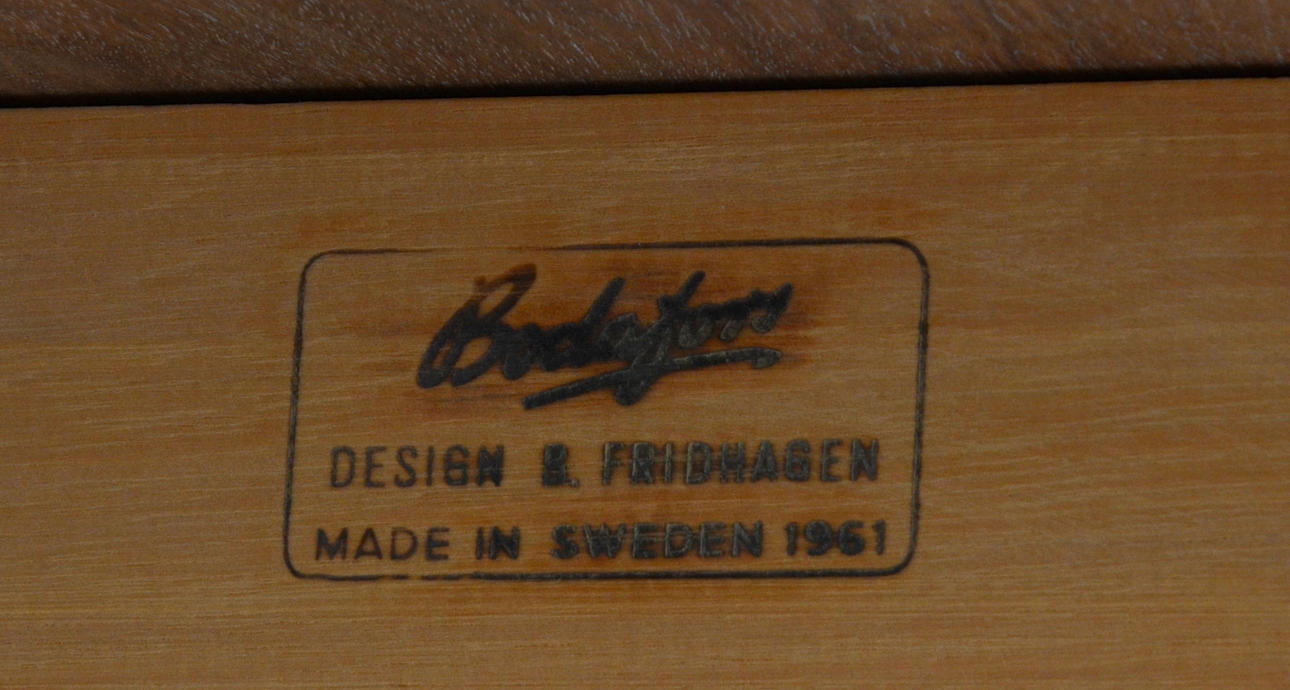 Bodafors
DESIGN B. FRIDHAGEN
MADE IN SWEDEN 1961